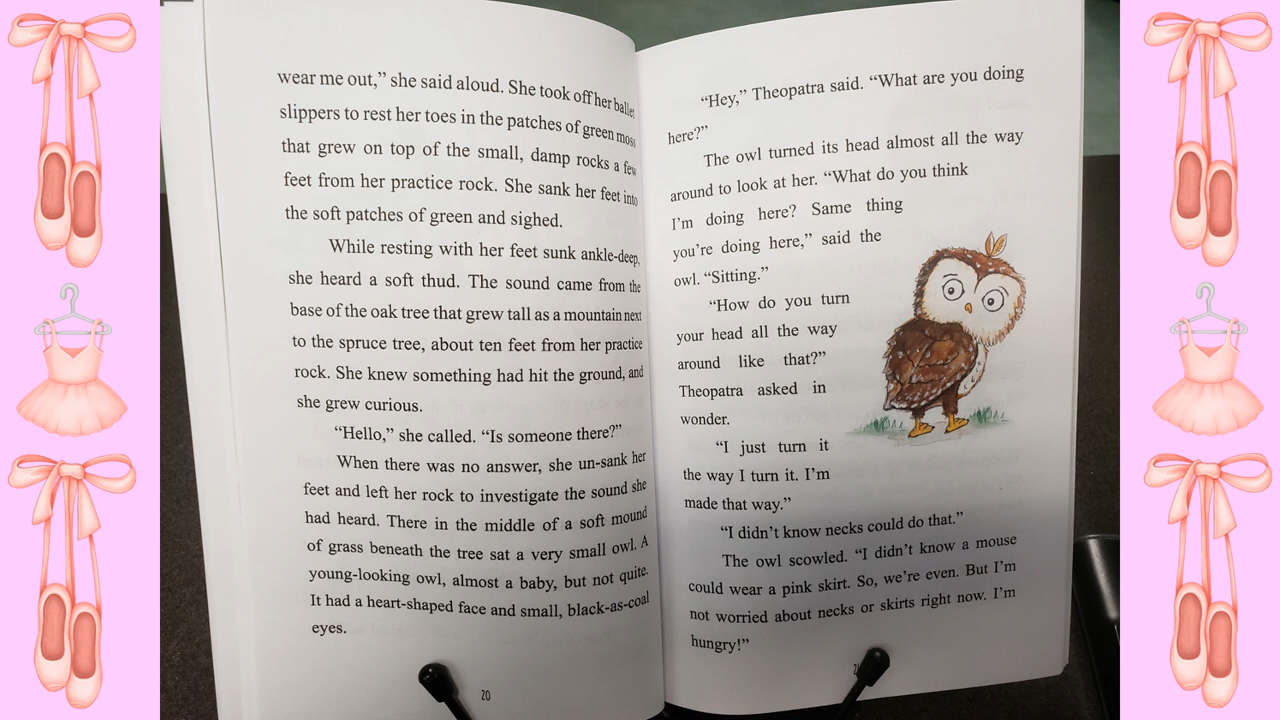 wear me out,” she said aloud. She took off her ballet
slippers to rest her toes in the patches of green moss
that grew on top of the small, damp rocks a few
feet from her practice rock. She sank her feet into
the soft patches of green and sighed.
While resting with her feet sunk ankle-deep,
she heard a soft thud. The sound came from the
base of the oak tree that grew tall as a mountain next
to the spruce tree, about ten feet from her practice
rock. She knew something had hit the ground, and
she grew curious.
“Hello,” she called. “Is someone there?”
When there was no answer, she un-sank her
feet and left her rock to investigate the sound she
had heard. There in the middle of a soft mound
of grass beneath the tree sat a very small owl. A
young-looking owl, almost a baby, but not quite.
It had a heart-shaped face and small, black-as-coal
eyes.
20
“Hey,” Theopatra said. “What are you doing
here?”
The owl turned its head almost all the way
around to look at her. “What do you think
I’m doing here? Same thing
you’re doing here,” said the
owl. “Sitting.”
“How do you turn
your head all the way
around like that?”
Theopatra asked in
wonder.
“I just turn it
the way I turn it. I’m
made that way.”
“I didn’t know necks could do that.”
The owl scowled. “I didn’t know a mouse
could wear a pink skirt. So, we’re even. But I’m
not worried about necks or skirts right now. I’m
hungry!”